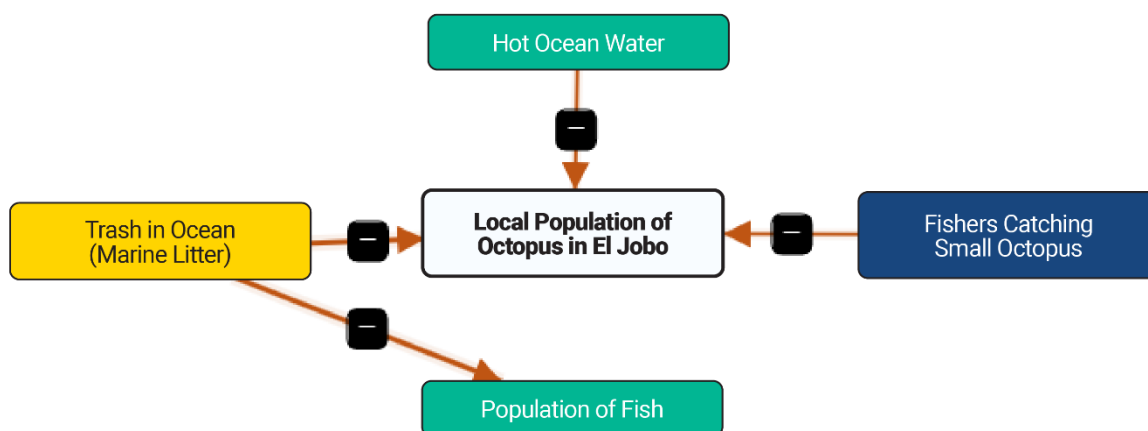 Hot Ocean Water
–
Trash in Ocean
(Marine Litter)
–
Local Population of
Octopus in El Jobo
–
Fishers Catching
Small Octopus
–
Population of Fish